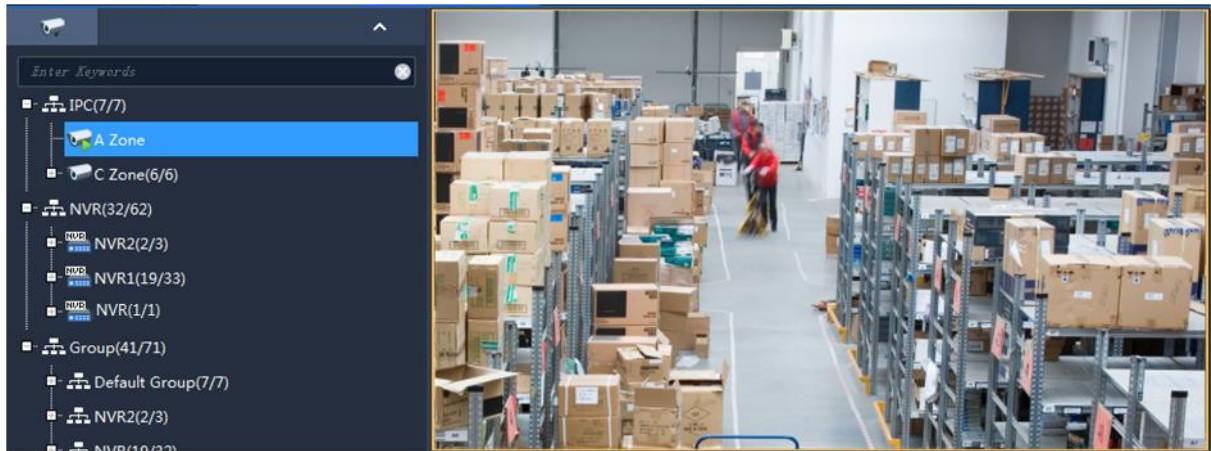 Enter Keywords
IPC(7/7)
A Zone
C Zone(6/6)
NVR(32/62)
NVR NVR2(2/3)
NVR NVR1(19/33)
NVR NVR(1/1)
Group(41/71)
Default Group(7/7)
NVR2(2/3)